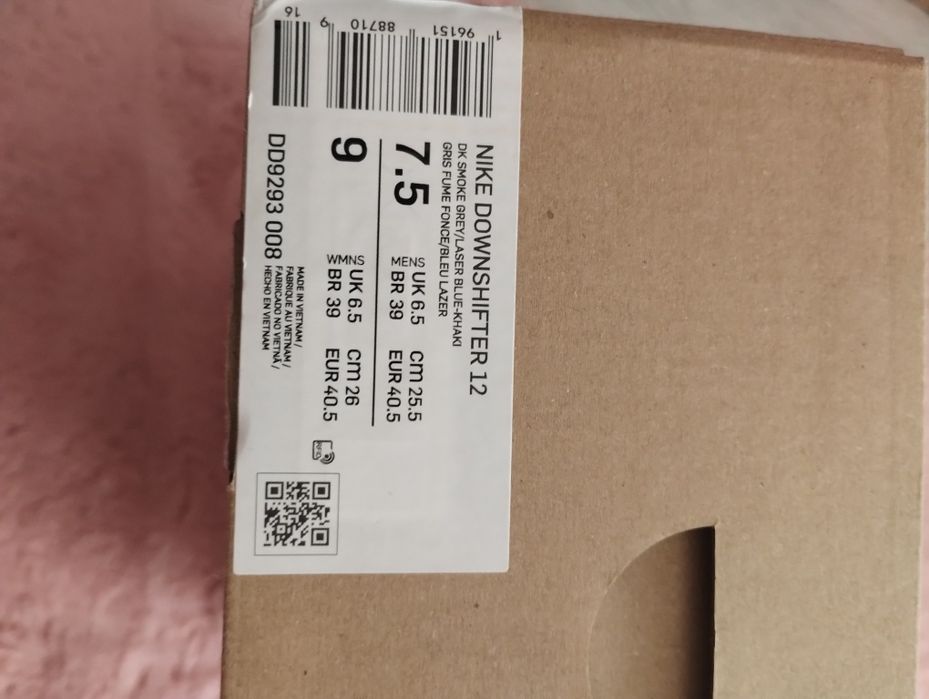 NIKE DOWNSHIFTER 12
DK SMOKE GREY/LASER BLUE-KHAKI
GRIS FUME FONCE/BLEU LAZER
7.5
MENS
UK 6.5
cm 25.5
BR 39
EUR 40.5
9
WMNS
UK 6.5
cm 26
BR 39
EUR 40.5
DD9293 008
MADE IN VIETNAM /
FABRIQUE AU VIETNAM /
FABRICADO NO VIETNÃ /
HECHO EN VIETNAM
RFID
1 96151 88710 9 16